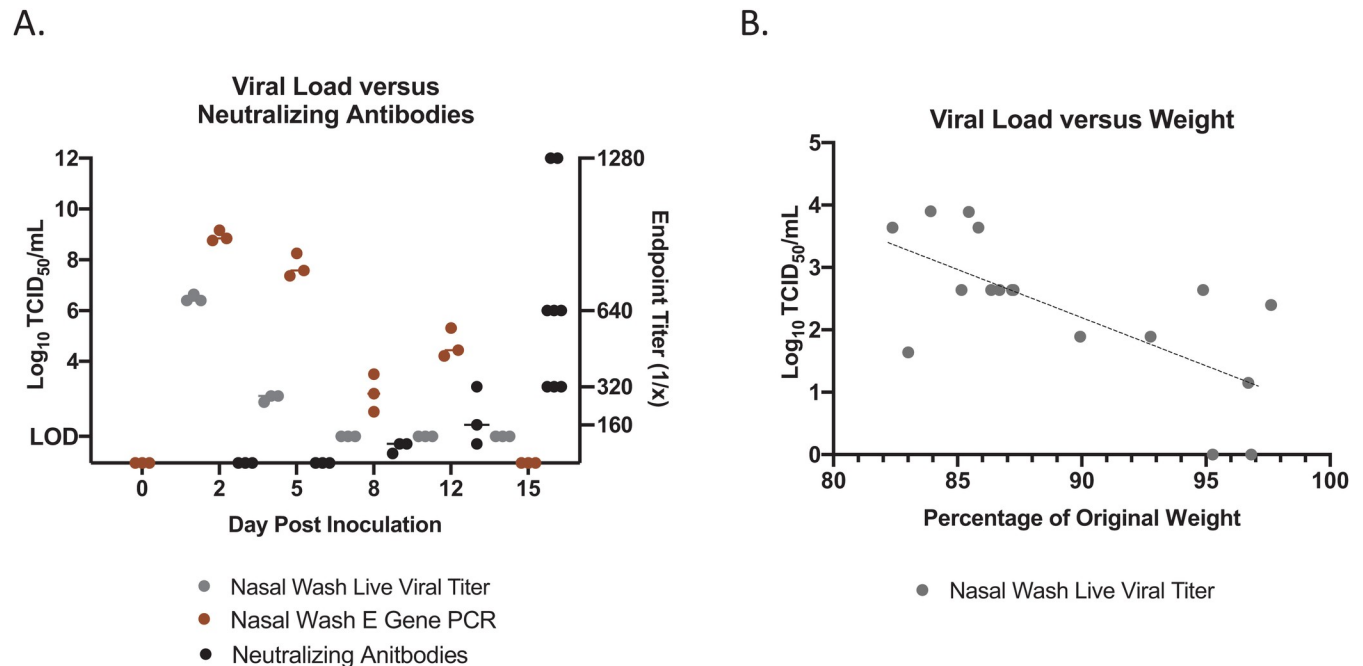 A.
Viral Load versus
Neutralizing Antibodies
Log10 TCID50/mL
12
10
8
6
4
LOD
1280
640
320
160
Endpoint Titer (1/x)
0 2 5 8 12 15
Day Post Inoculation
Nasal Wash Live Viral Titer
Nasal Wash E Gene PCR
Neutralizing Anitbodies
B.
Viral Load versus Weight
Log10 TCID50/mL
5
4
3
2
1
0
80 85 90 95 100
Percentage of Original Weight
Nasal Wash Live Viral Titer